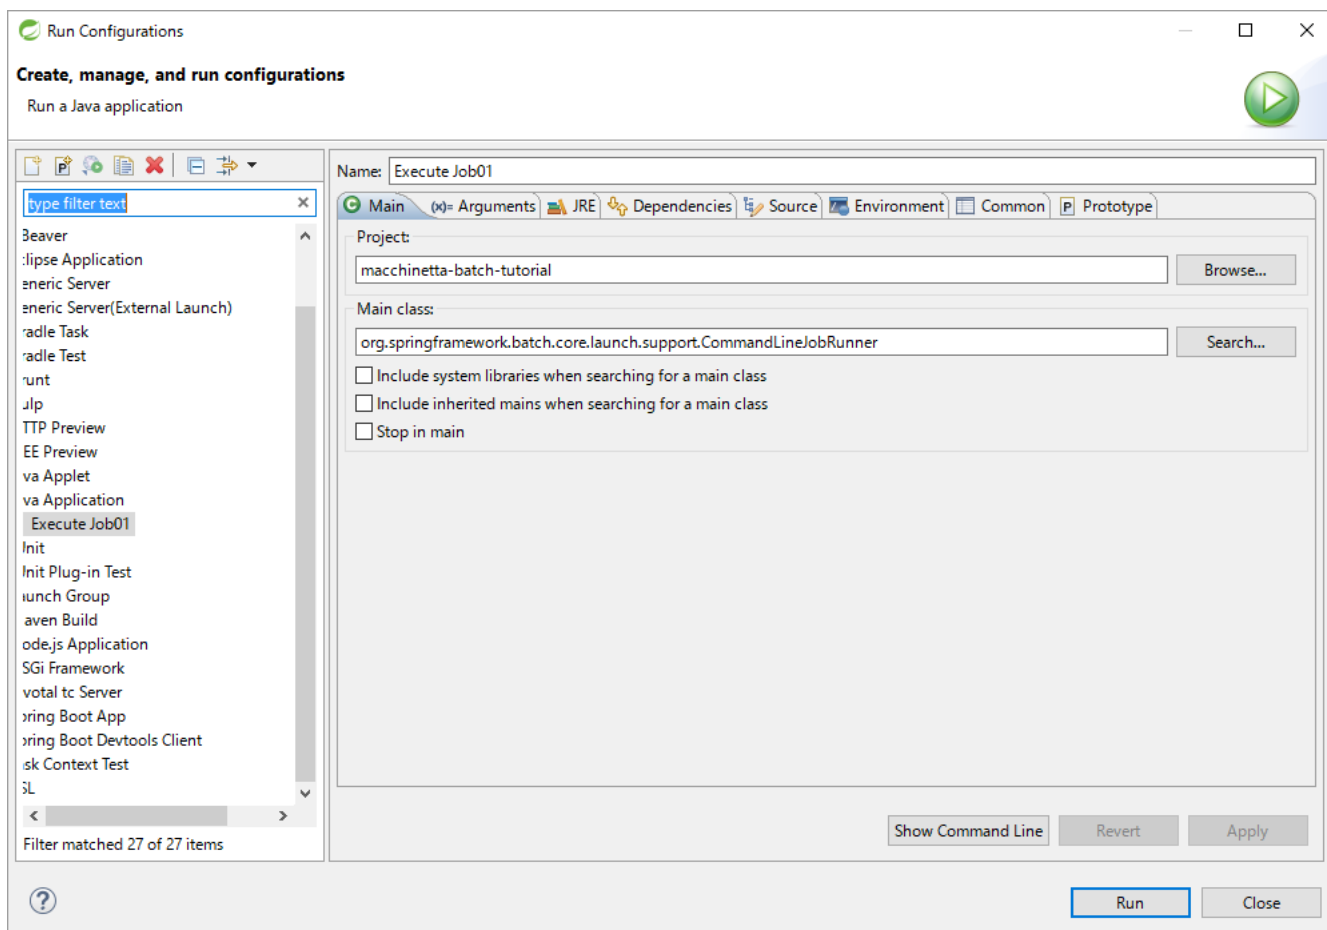 Run Configurations
Create, manage, and run configurations
Run a Java application
type filter text
Beaver
:lipse Application
eneric Server
eneric Server(External Launch)
radle Task
radle Test
runt
ulp
TTP Preview
EE Preview
va Applet
va Application
Execute Job01
Init
Init Plug-in Test
aunch Group
aven Build
ode.js Application
SGi Framework
votal tc Server
oring Boot App
oring Boot Devtools Client
sk Context Test
SL
Filter matched 27 of 27 items
Name: Execute Job01
Main (x)= Arguments JRE Dependencies Source Environment Common P Prototype
Project:
macchinetta-batch-tutorial Browse...
Main class:
org.springframework.batch.core.launch.support.CommandLineJobRunner Search...
Include system libraries when searching for a main class
Include inherited mains when searching for a main class
Stop in main
Show Command Line Revert Apply
Run Close